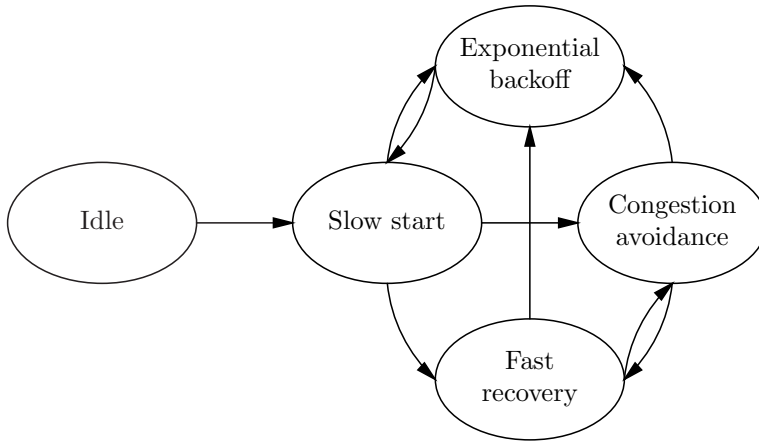 Exponential
backoff
Idle
Slow start
Congestion
avoidance
Fast
recovery